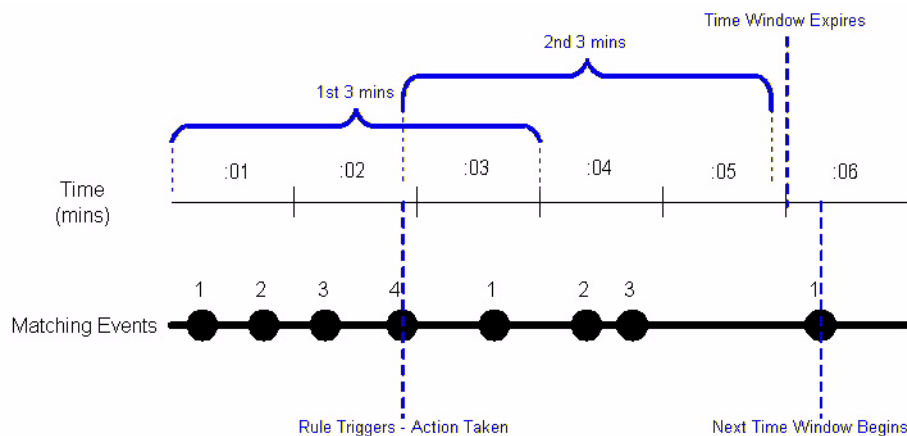 Time Window Expires
2nd 3 mins
1st 3 mins
:01 :02 :03 :04 :05 :06
Time
(mins)
1 2 3 4 1 2 3 1
Matching Events
Rule Triggers - Action Taken
Next Time Window Begins